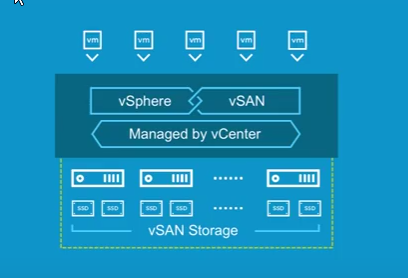 vm vm vm vm vm
vSphere vSAN
Managed by vCenter
SSD SSD SSD SSD SSD SSD
vSAN Storage